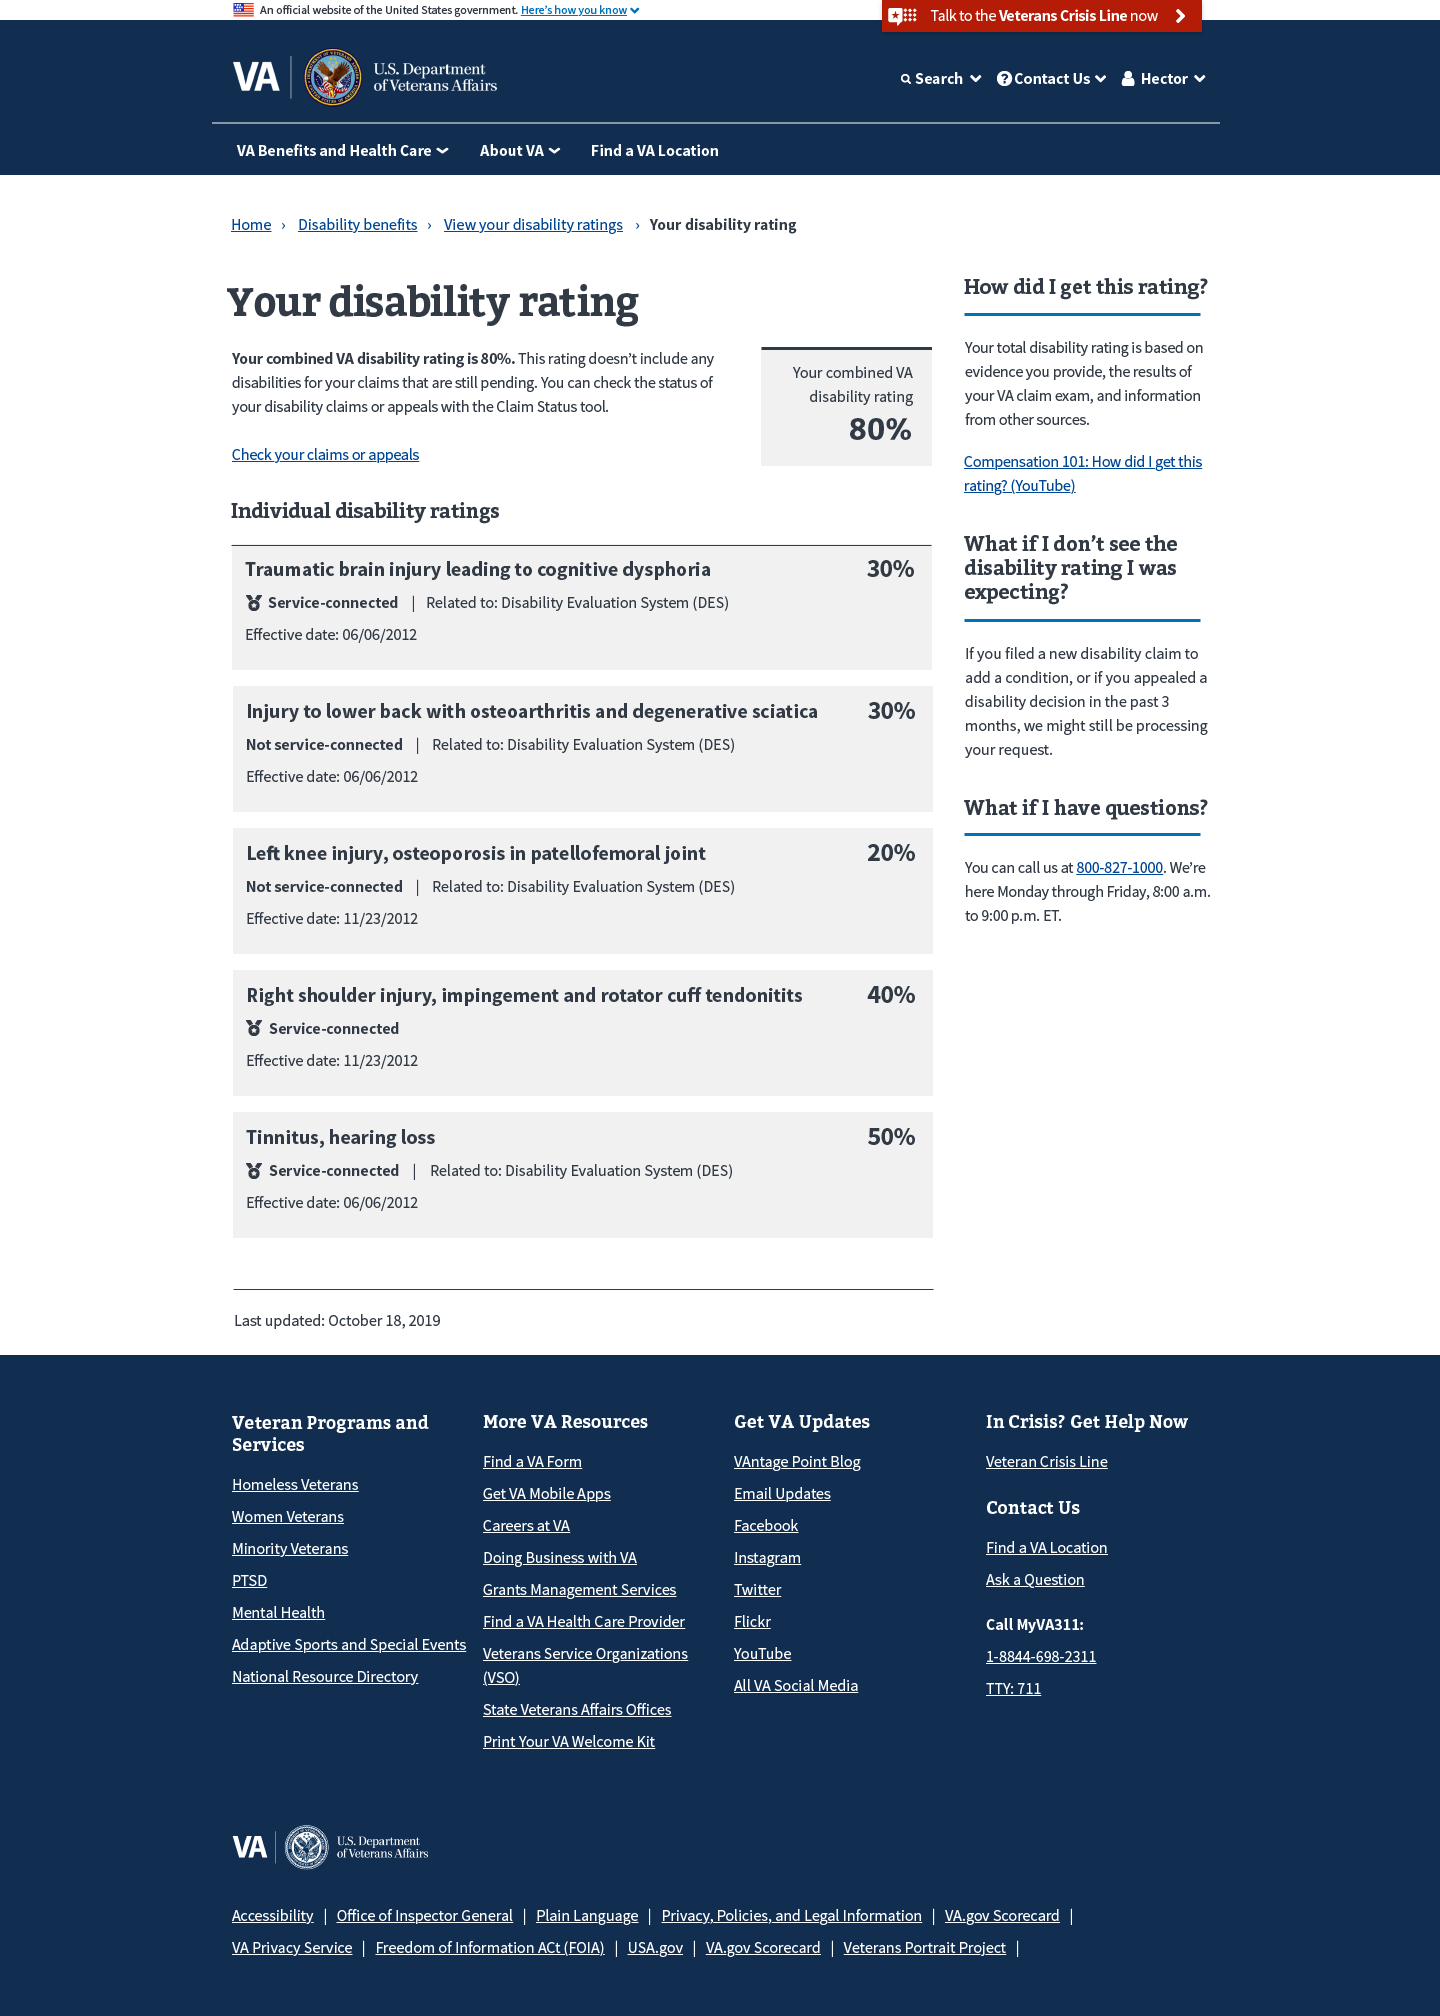 An official website of the United States government. Here's how you know
Talk to the Veterans Crisis Line now
VA
U.S. Department
of Veterans Affairs
Search
Contact Us
Hector
VA Benefits and Health Care
About VA
Find a VA Location
Home › Disability benefits › View your disability ratings › Your disability rating
Your disability rating
Your combined VA disability rating is 80%. This rating doesn't include any
disabilities for your claims that are still pending. You can check the status of
your disability claims or appeals with the Claim Status tool.
Check your claims or appeals
Your combined VA
disability rating
80%
Individual disability ratings
Traumatic brain injury leading to cognitive dysphoria 30%
Service-connected | Related to: Disability Evaluation System (DES)
Effective date: 06/06/2012
Injury to lower back with osteoarthritis and degenerative sciatica 30%
Not service-connected | Related to: Disability Evaluation System (DES)
Effective date: 06/06/2012
Left knee injury, osteoporosis in patellofemoral joint 20%
Not service-connected | Related to: Disability Evaluation System (DES)
Effective date: 11/23/2012
Right shoulder injury, impingement and rotator cuff tendonitits 40%
Service-connected
Effective date: 11/23/2012
Tinnitus, hearing loss 50%
Service-connected | Related to: Disability Evaluation System (DES)
Effective date: 06/06/2012
Last updated: October 18, 2019
How did I get this rating?
Your total disability rating is based on
evidence you provide, the results of
your VA claim exam, and information
from other sources.
Compensation 101: How did I get this
rating? (YouTube)
What if I don't see the
disability rating I was
expecting?
If you filed a new disability claim to
add a condition, or if you appealed a
disability decision in the past 3
months, we might still be processing
your request.
What if I have questions?
You can call us at 800-827-1000. We're
here Monday through Friday, 8:00 a.m.
to 9:00 p.m. ET.
Veteran Programs and
Services
Homeless Veterans
Women Veterans
Minority Veterans
PTSD
Mental Health
Adaptive Sports and Special Events
National Resource Directory
More VA Resources
Find a VA Form
Get VA Mobile Apps
Careers at VA
Doing Business with VA
Grants Management Services
Find a VA Health Care Provider
Veterans Service Organizations
(VSO)
State Veterans Affairs Offices
Print Your VA Welcome Kit
Get VA Updates
VAntage Point Blog
Email Updates
Facebook
Instagram
Twitter
Flickr
YouTube
All VA Social Media
In Crisis? Get Help Now
Veteran Crisis Line
Contact Us
Find a VA Location
Ask a Question
Call MyVA311:
1-8844-698-2311
TTY: 711
VA
U.S. Department
of Veterans Affairs
Accessibility | Office of Inspector General | Plain Language | Privacy, Policies, and Legal Information | VA.gov Scorecard |
VA Privacy Service | Freedom of Information ACt (FOIA) | USA.gov | VA.gov Scorecard | Veterans Portrait Project |